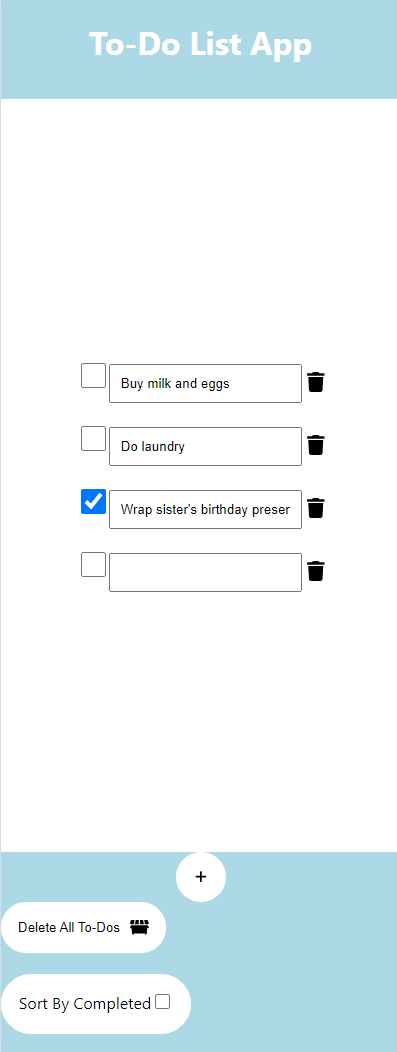 To-Do List App
Buy milk and eggs
Do laundry
Wrap sister's birthday preser
+
Delete All To-Dos
Sort By Completed